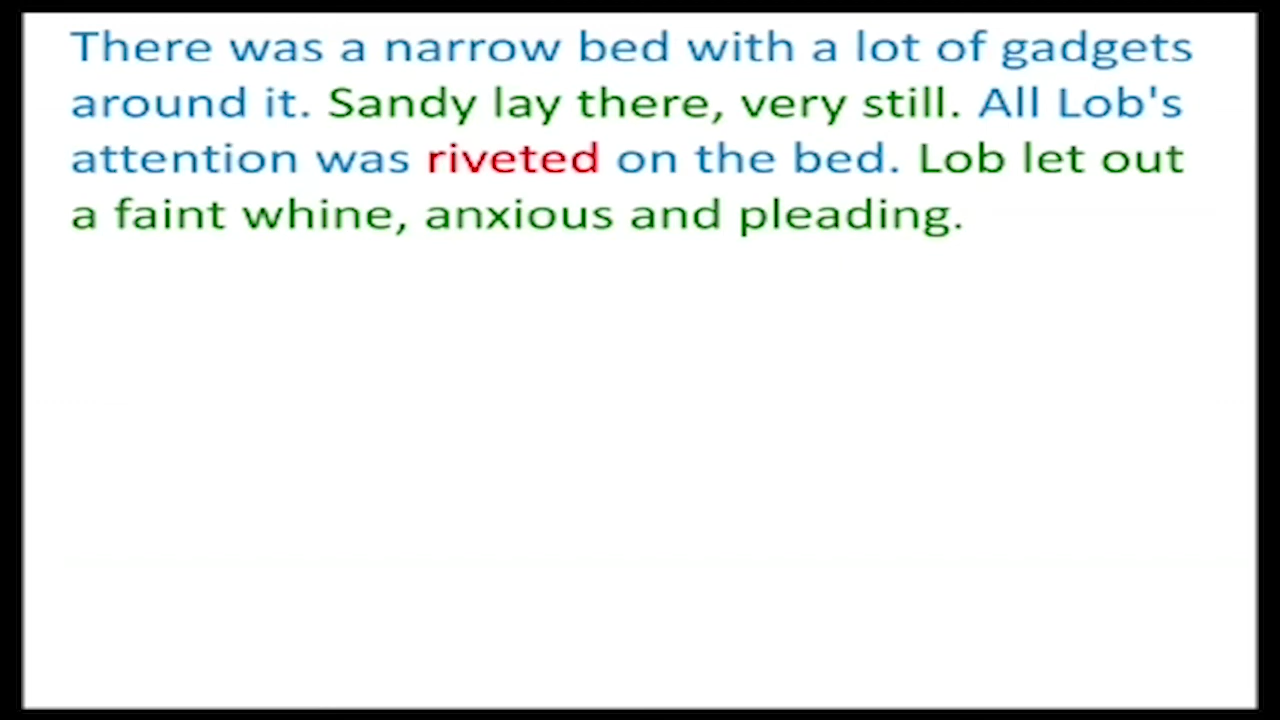 There was a narrow bed with a lot of gadgets
around it. Sandy lay there, very still. All Lob's
attention was riveted on the bed. Lob let out
a faint whine, anxious and pleading.